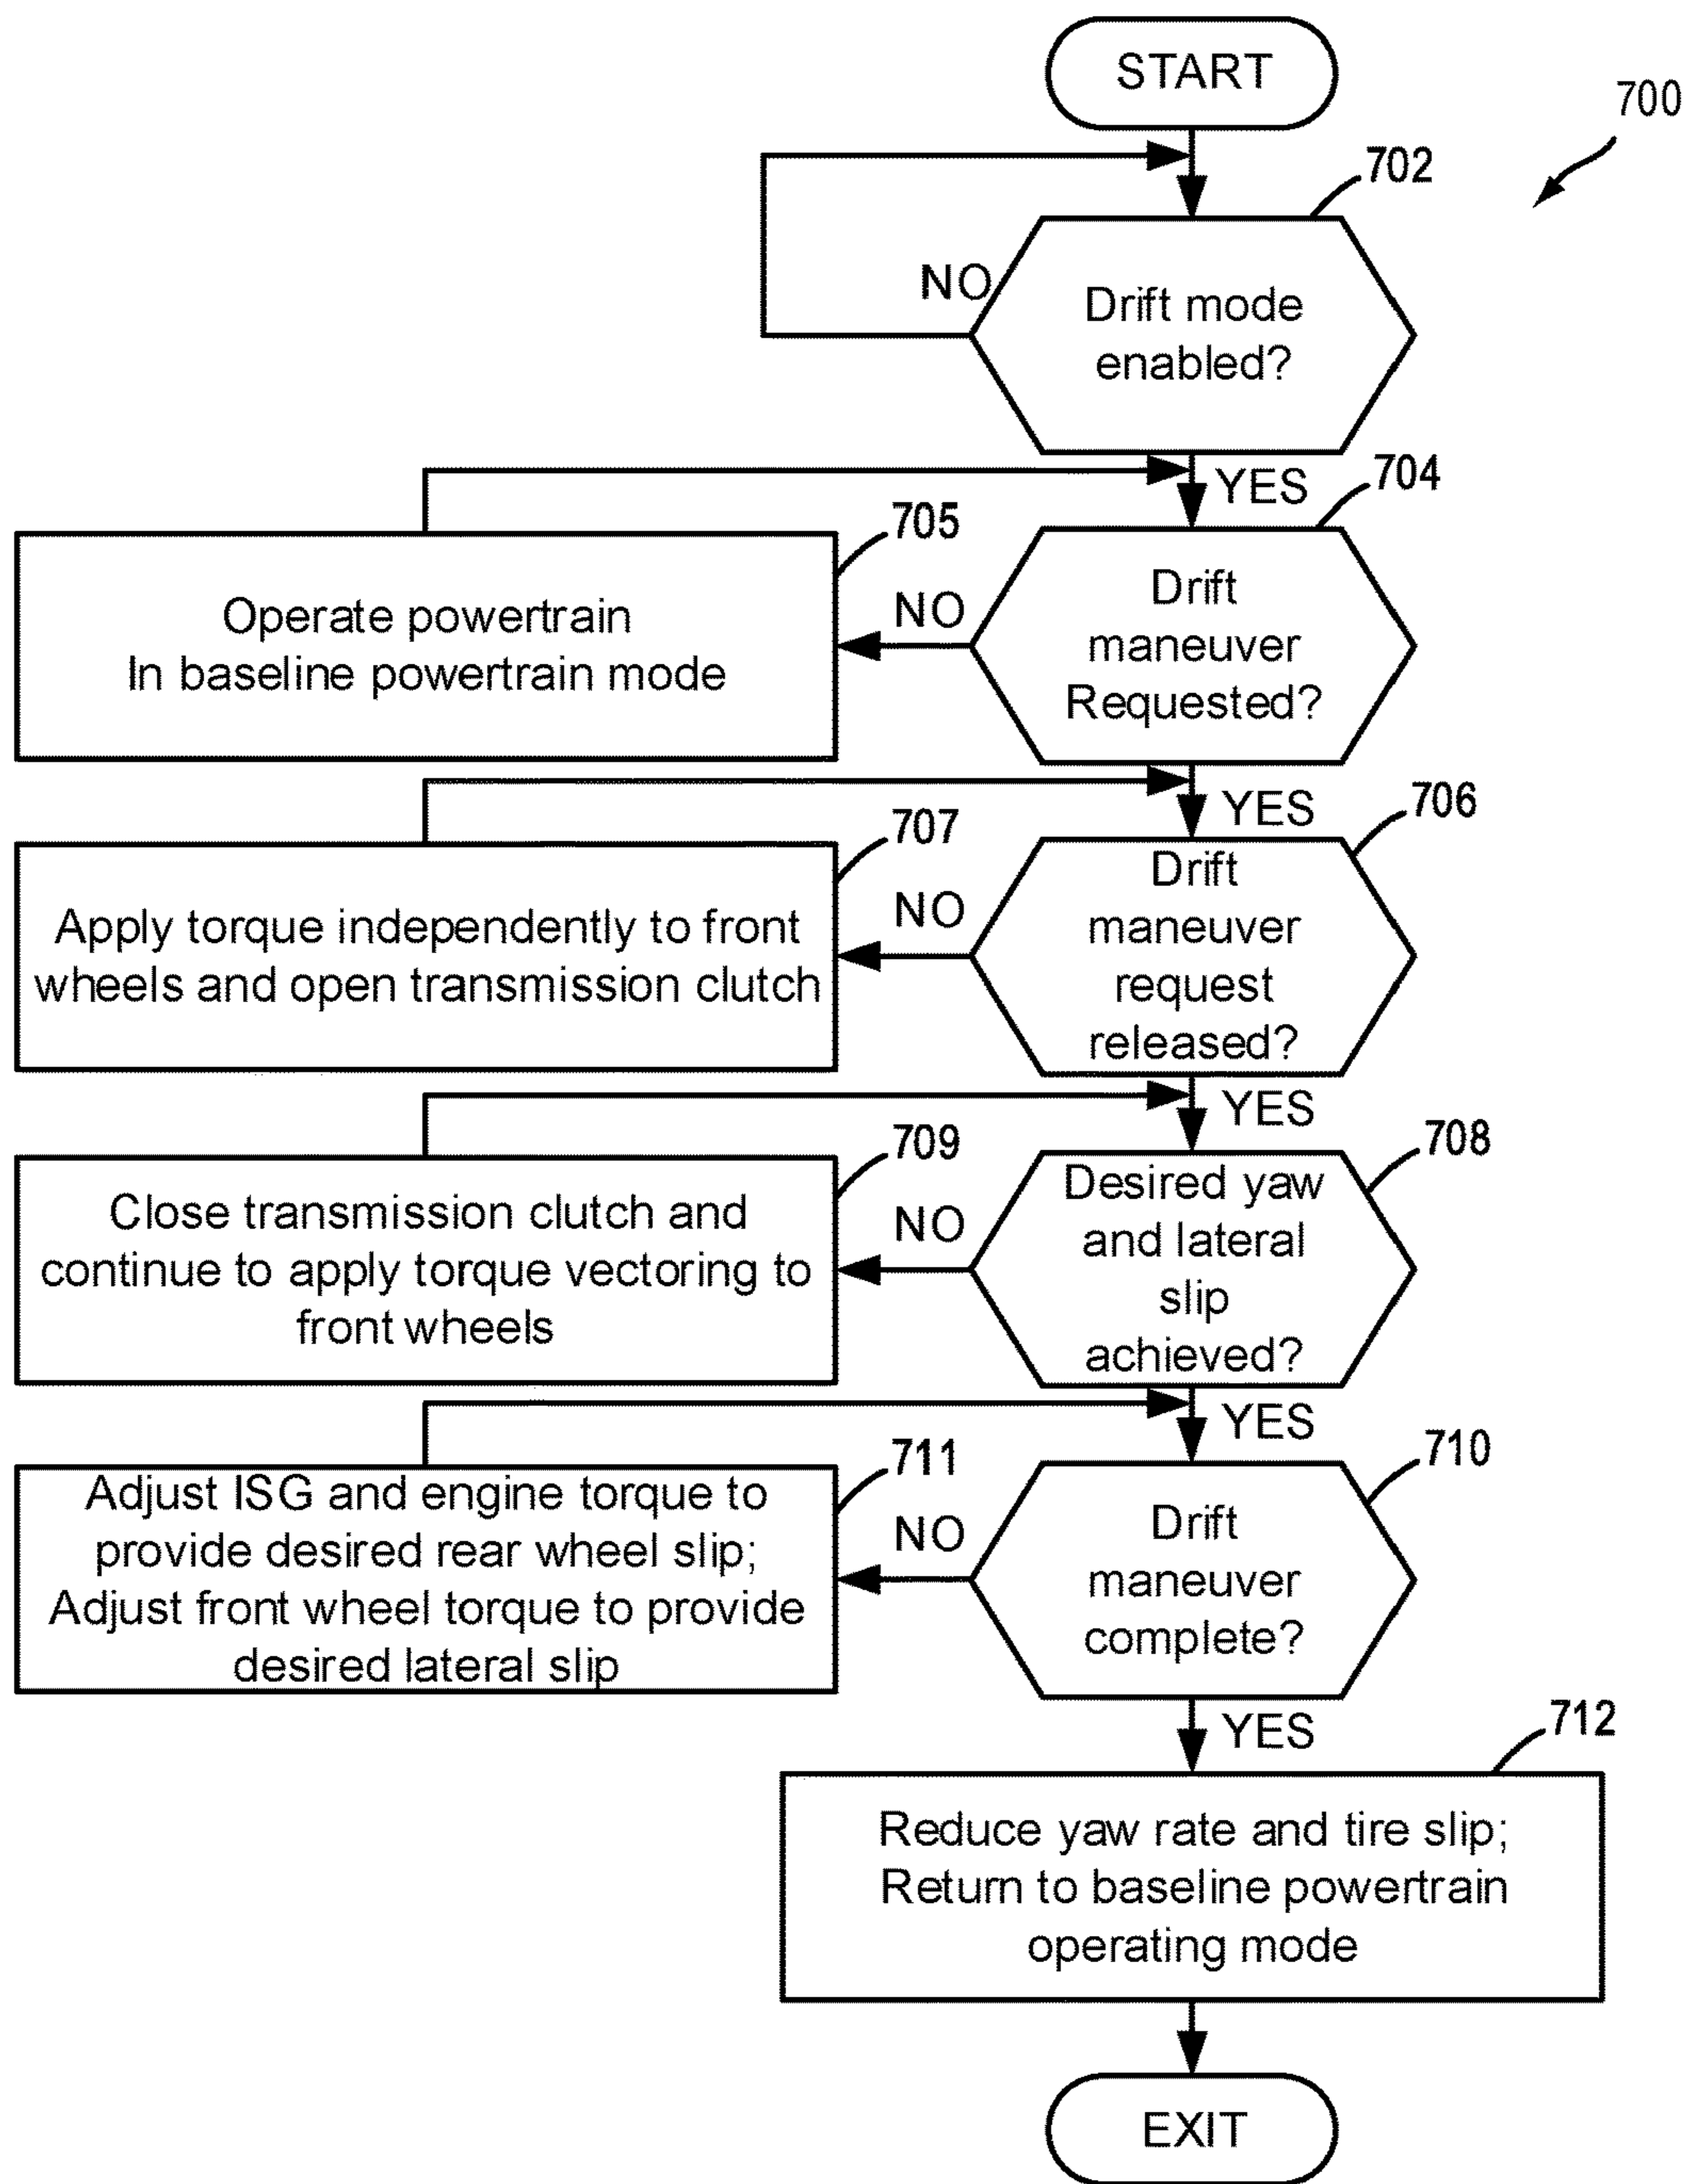 START
700
702
NO
Drift mode
enabled?
YES
704
705
Operate powertrain
In baseline powertrain mode
NO
Drift
maneuver
Requested?
YES
706
707
Apply torque independently to front
wheels and open transmission clutch
NO
Drift
maneuver
request
released?
YES
708
709
Close transmission clutch and
continue to apply torque vectoring to
front wheels
NO
Desired yaw
and lateral
slip
achieved?
YES
710
711
Adjust ISG and engine torque to
provide desired rear wheel slip;
Adjust front wheel torque to provide
desired lateral slip
NO
Drift
maneuver
complete?
YES
712
Reduce yaw rate and tire slip;
Return to baseline powertrain
operating mode
EXIT